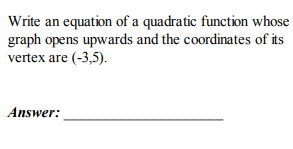 Write an equation of a quadratic function whose
graph opens upwards and the coordinates of its
vertex are (-3,5).
Answer: ____________________